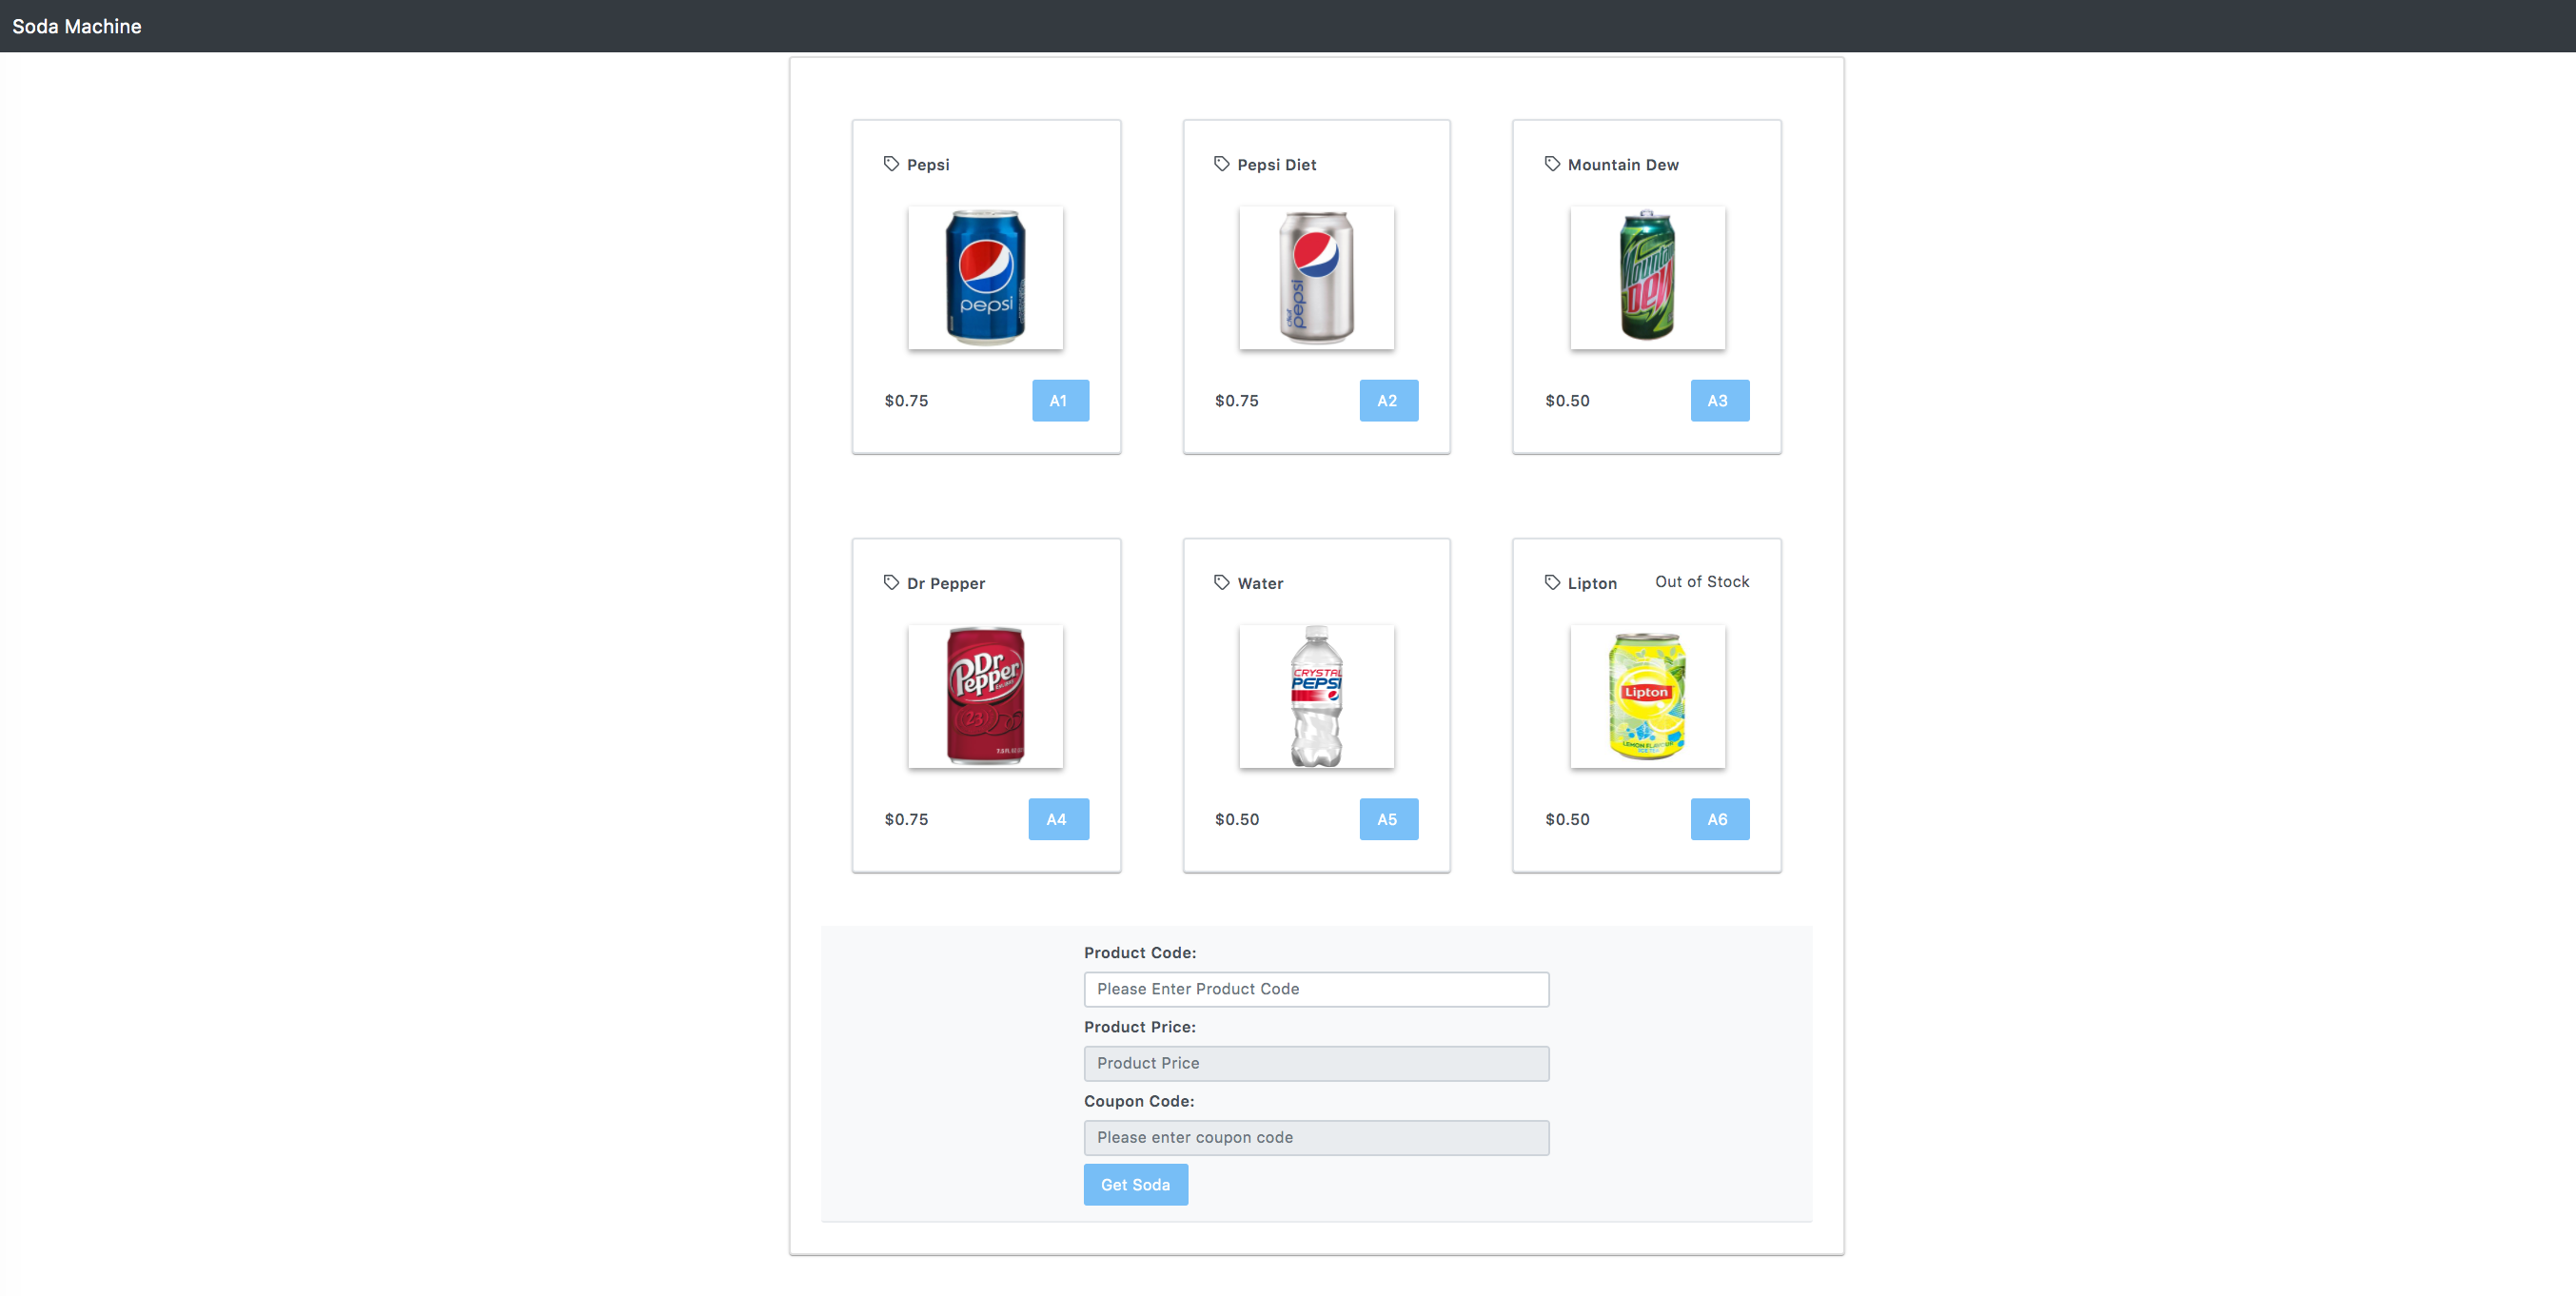 Soda Machine
Pepsi
pepsi
$0.75 A1
Pepsi Diet
diet pepsi
$0.75 A2
Mountain Dew
Mountain
DEW
$0.50 A3
Dr Pepper
Dr
Pepper
23
$0.75 A4
Water
CRYSTAL
PEPSI
$0.50 A5
Lipton Out of Stock
Lipton
$0.50 A6
Product Code:
Please Enter Product Code
Product Price:
Product Price
Coupon Code:
Please enter coupon code
Get Soda